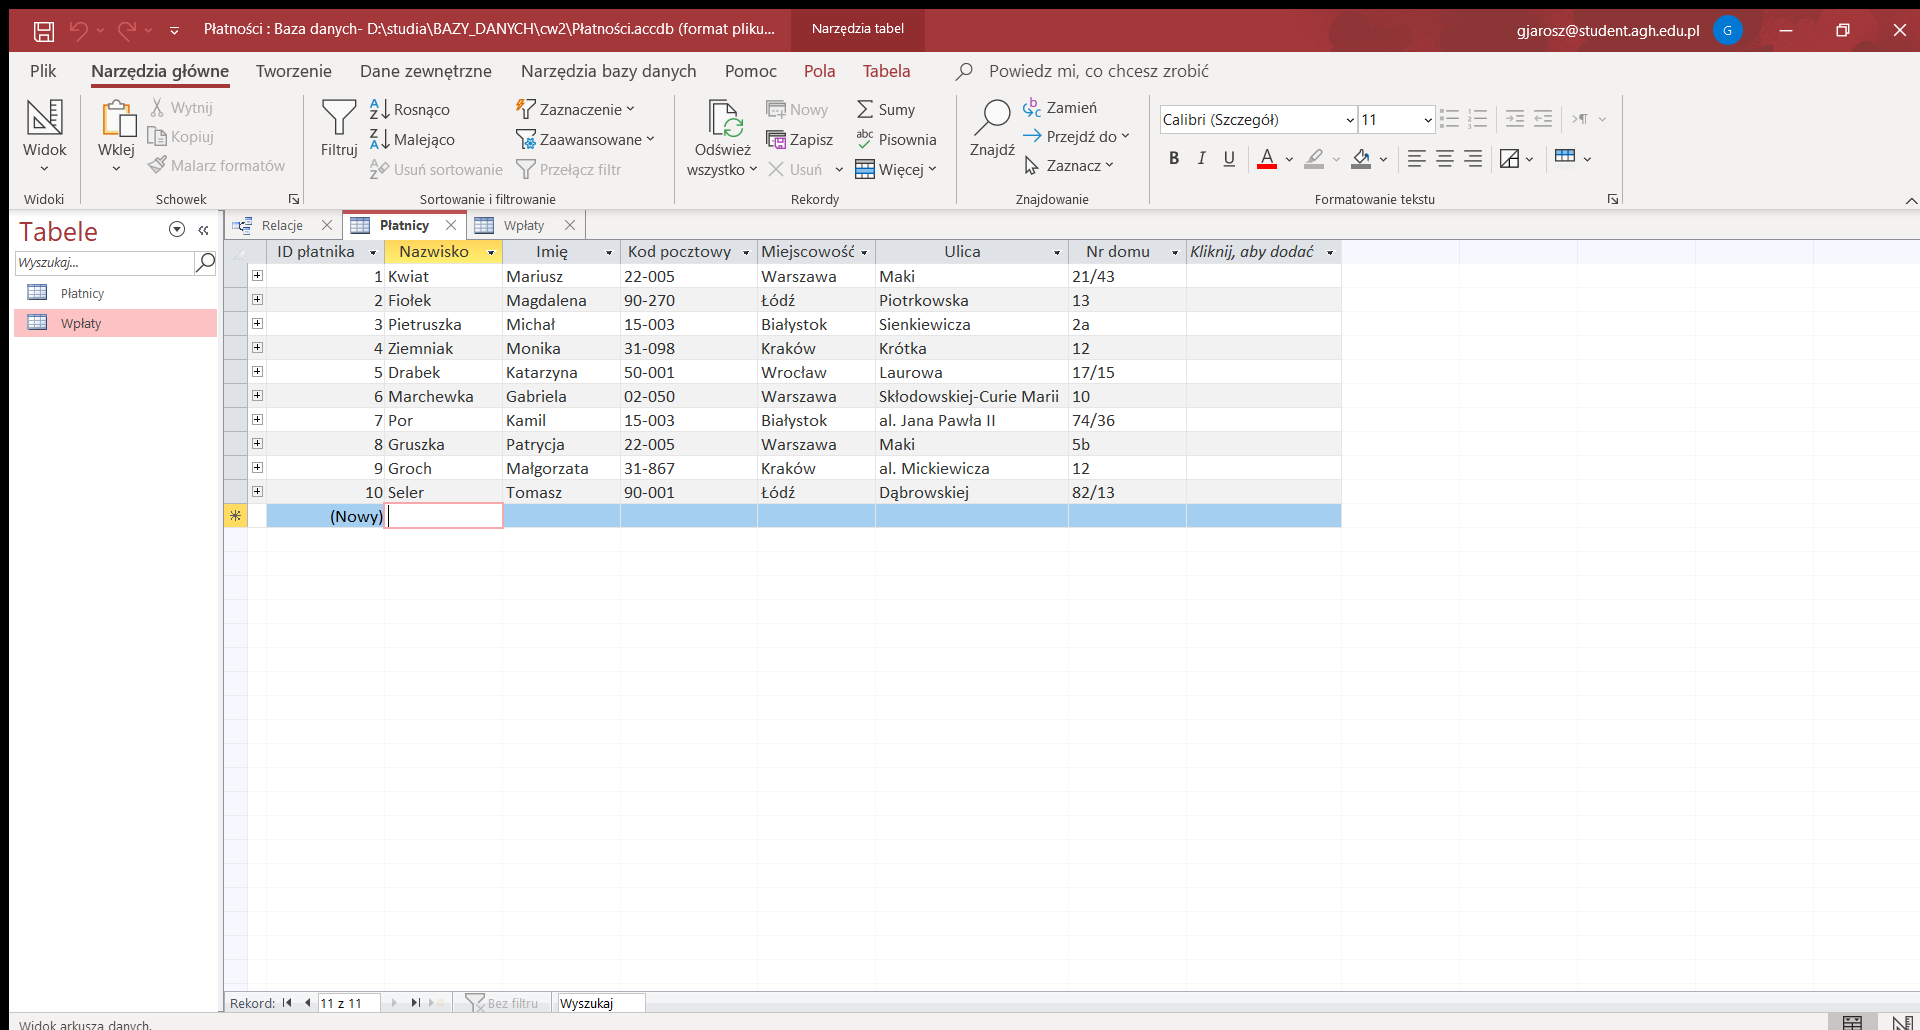 Płatności : Baza danych- D:\studia\BAZY_DANYCH\cw2\Płatności.accdb (format pliku... Narzędzia tabel gjarosz@student.agh.edu.pl G
Plik Narzędzia główne Tworzenie Dane zewnętrzne Narzędzia bazy danych Pomoc Pola Tabela Powiedz mi, co chcesz zrobić
Widok
Widoki
Wklej
Wytnij
Kopiuj
Malarz formatów
Schowek
Filtruj
Rosnąco
Malejąco
Usuń sortowanie
Zaznaczenie
Zaawansowane
Przełącz filtr
Sortowanie i filtrowanie
Odśwież
wszystko
Nowy
Zapisz
Usuń
Sumy
Pisownia
Więcej
Rekordy
Znajdź
Zamień
Przejdź do
Zaznacz
Znajdowanie
Calibri (Szczegół) 11
B I U A
Formatowanie tekstu
Tabele
Wyszukaj...
Płatnicy
Wpłaty
Relacje Płatnicy Wpłaty
ID płatnika Nazwisko Imię Kod pocztowy Miejscowość Ulica Nr domu Kliknij, aby dodać
1 Kwiat Mariusz 22-005 Warszawa Maki 21/43
2 Fiołek Magdalena 90-270 Łódź Piotrkowska 13
3 Pietruszka Michał 15-003 Białystok Sienkiewicza 2a
4 Ziemniak Monika 31-098 Kraków Krótka 12
5 Drabek Katarzyna 50-001 Wrocław Laurowa 17/15
6 Marchewka Gabriela 02-050 Warszawa Skłodowskiej-Curie Marii 10
7 Por Kamil 15-003 Białystok al. Jana Pawła II 74/36
8 Gruszka Patrycja 22-005 Warszawa Maki 5b
9 Groch Małgorzata 31-867 Kraków al. Mickiewicza 12
10 Seler Tomasz 90-001 Łódź Dąbrowskiej 82/13
(Nowy)
Rekord: 11 z 11 Bez filtru Wyszukaj
Widok arkusza danych.